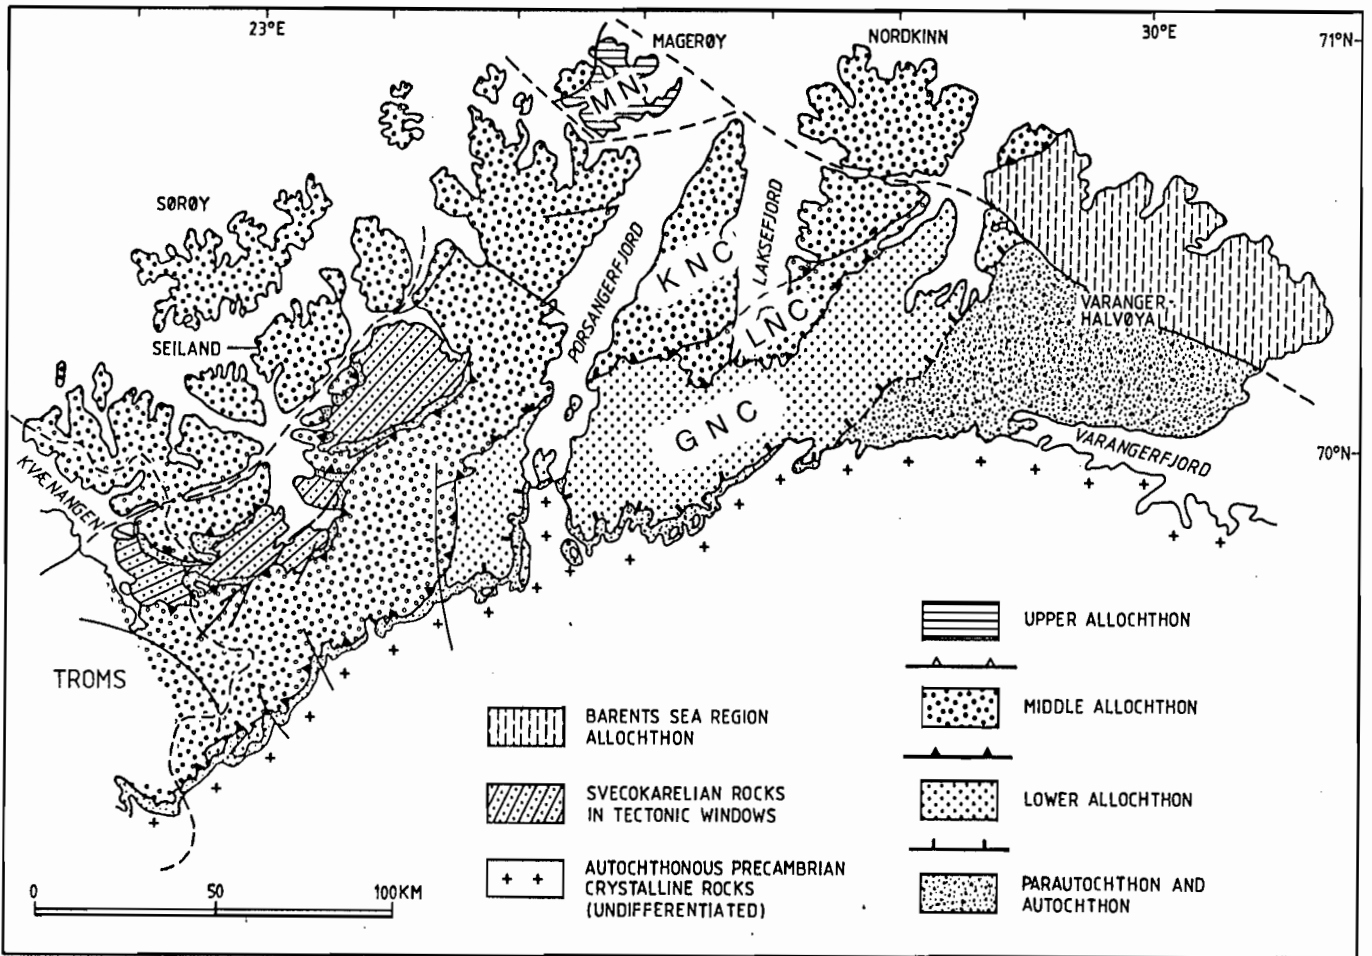 23°E
30°E
71°N
MAGERØY
NORDKINN
MN
SØRØY
LAKSEFJORD
PORSANGERFJORD
KNC
LNC
VARANGER-
HALVØYA
SEILAND
GNC
VARANGERFJORD
70°N
KVÆNANGEN
TROMS
UPPER ALLOCHTHON
MIDDLE ALLOCHTHON
LOWER ALLOCHTHON
PARAUTOCHTHON AND
AUTOCHTHON
BARENTS SEA REGION
ALLOCHTHON
SVECOKARELIAN ROCKS
IN TECTONIC WINDOWS
AUTOCHTHONOUS PRECAMBRIAN
CRYSTALLINE ROCKS
(UNDIFFERENTIATED)
0 50 100KM